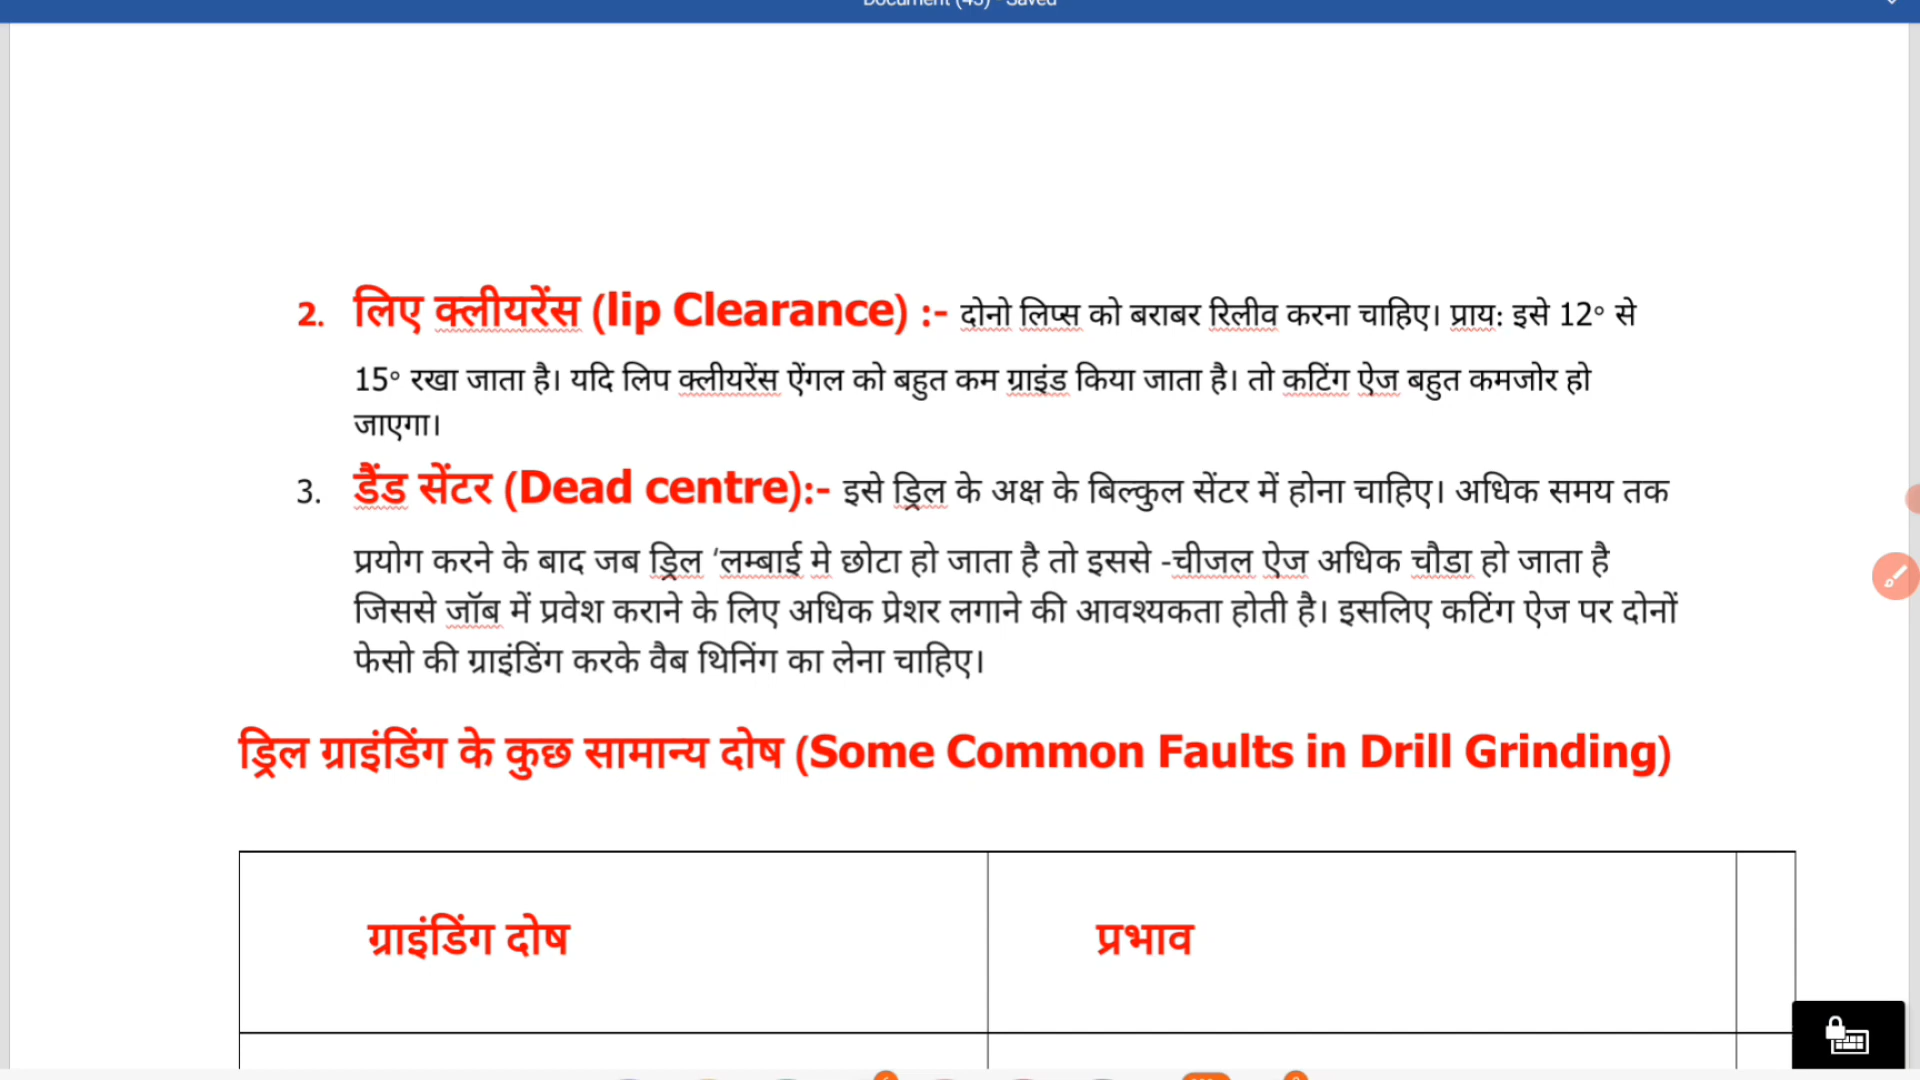 Document (43) - Saved
2. लिए क्लीयरेंस (lip Clearance) :- दोनो लिप्स को बराबर रिलीव करना चाहिए। प्राय: इसे 12° से
15° रखा जाता है। यदि लिप क्लीयरेंस ऐंगल को बहुत कम ग्राइंड किया जाता है। तो कटिंग ऐज बहुत कमजोर हो
जाएगा।
3. डैंड सेंटर (Dead centre):- इसे ड्रिल के अक्ष के बिल्कुल सेंटर में होना चाहिए। अधिक समय तक
प्रयोग करने के बाद जब ड्रिल ‘लम्बाई मे छोटा हो जाता है तो इससे -चीजल ऐज अधिक चौडा हो जाता है
जिससे जॉब में प्रवेश कराने के लिए अधिक प्रेशर लगाने की आवश्यकता होती है। इसलिए कटिंग ऐज पर दोनों
फेसो की ग्राइंडिंग करके वैब थिनिंग का लेना चाहिए।
ड्रिल ग्राइंडिंग के कुछ सामान्य दोष (Some Common Faults in Drill Grinding)
ग्राइंडिंग दोष प्रभाव